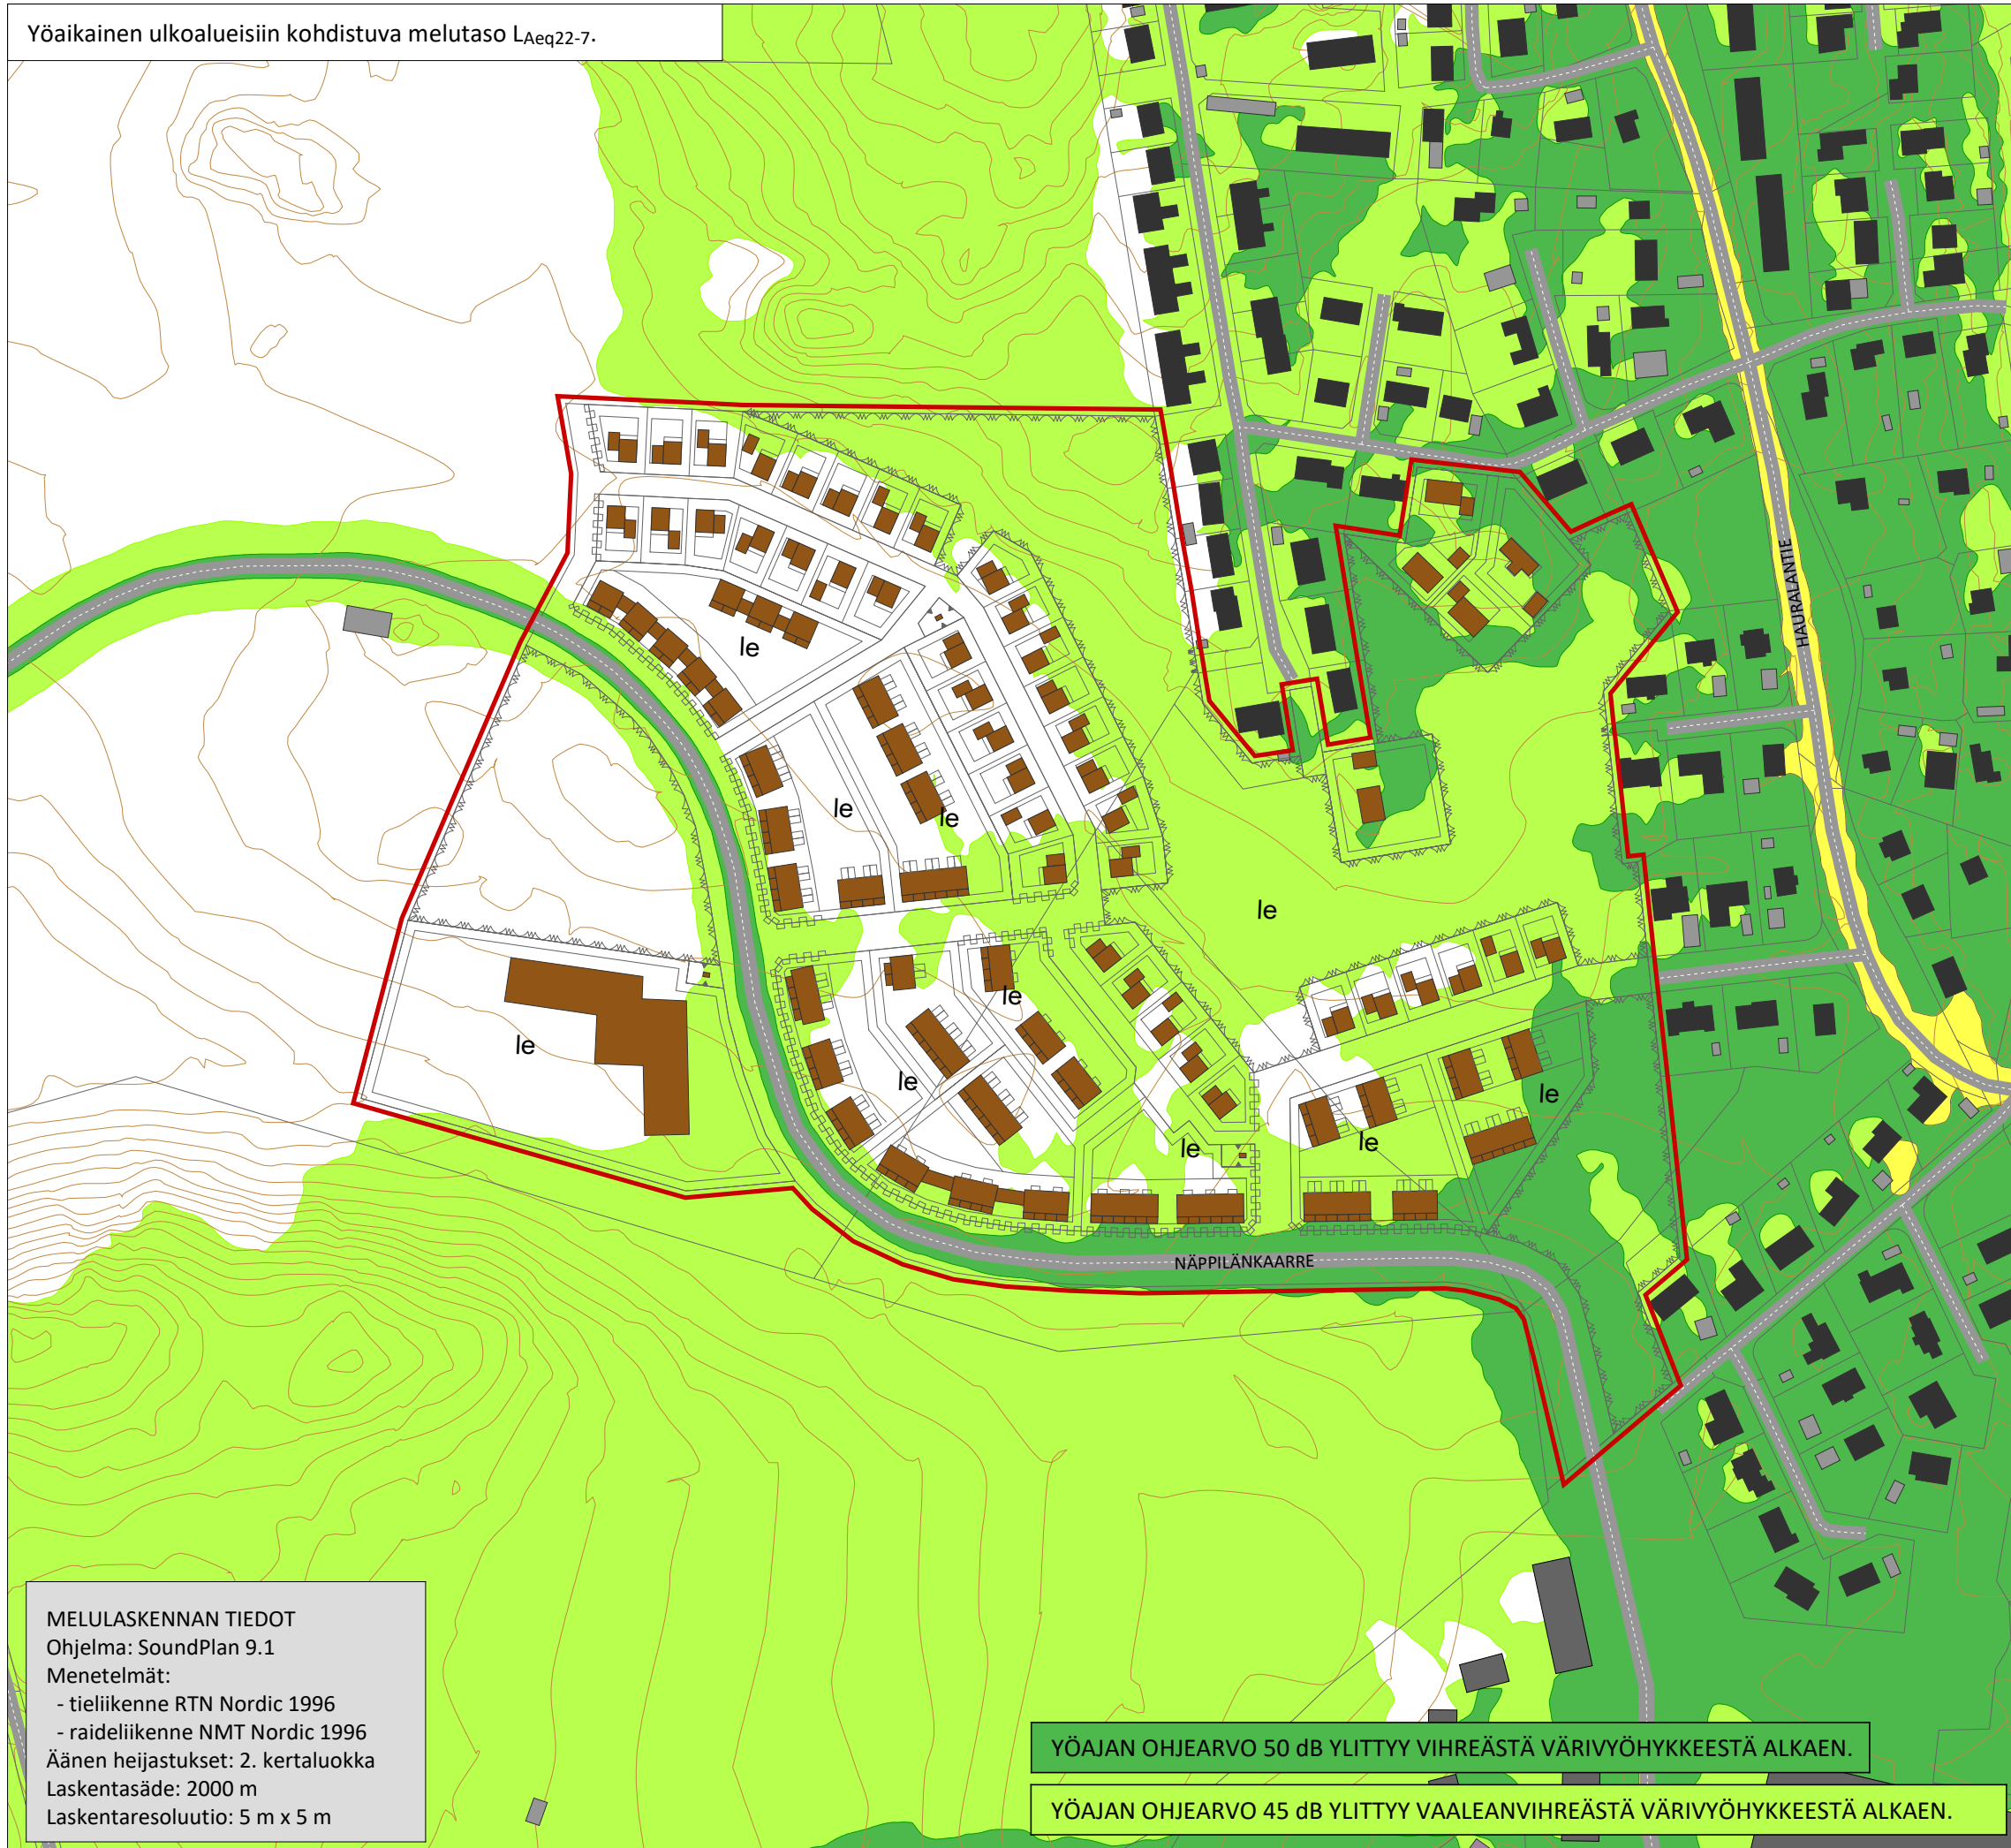 Yöaikainen ulkoalueisiin kohdistuva melutaso LAeq22-7.
HAURALANTIE
le
le
le
le
le
le
le
le
le
le
NÄPPILÄNKAARRE
MELULASKENNAN TIEDOT
Ohjelma: SoundPlan 9.1
Menetelmät:
- tieliikenne RTN Nordic 1996
- raideliikenne NMT Nordic 1996
Äänen heijastukset: 2. kertaluokka
Laskentasäde: 2000 m
Laskentaresoluutio: 5 m x 5 m
YÖAJAN OHJEARVO 50 dB YLITTYY VIHREÄSTÄ VÄRIVYÖHYKKEESTÄ ALKAEN.
YÖAJAN OHJEARVO 45 dB YLITTYY VAALEANVIHREÄSTÄ VÄRIVYÖHYKKEESTÄ ALKAEN.